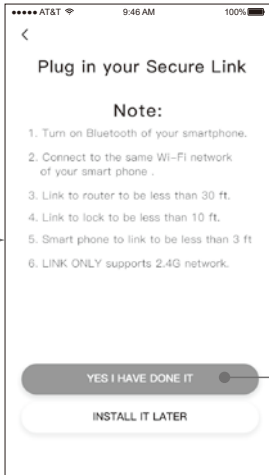 AT&T 9:46 AM 100%
Plug in your Secure Link
Note:
1. Turn on Bluetooth of your smartphone.
2. Connect to the same Wi-Fi network
of your smart phone .
3. Link to router to be less than 30 ft.
4. Link to lock to be less than 10 ft.
5. Smart phone to link to be less than 3 ft
6. LINK ONLY supports 2.4G network.
YES I HAVE DONE IT
INSTALL IT LATER